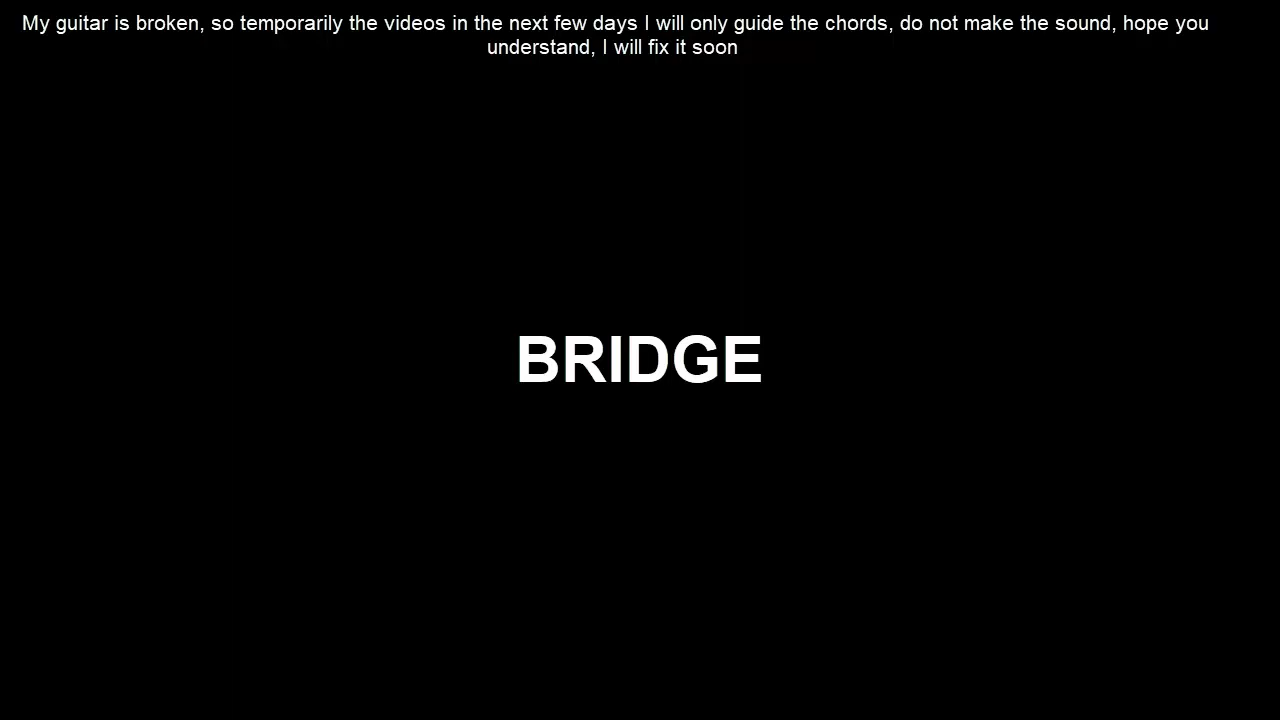 My guitar is broken, so temporarily the videos in the next few days I will only guide the chords, do not make the sound, hope you
understand, I will fix it soon
BRIDGE